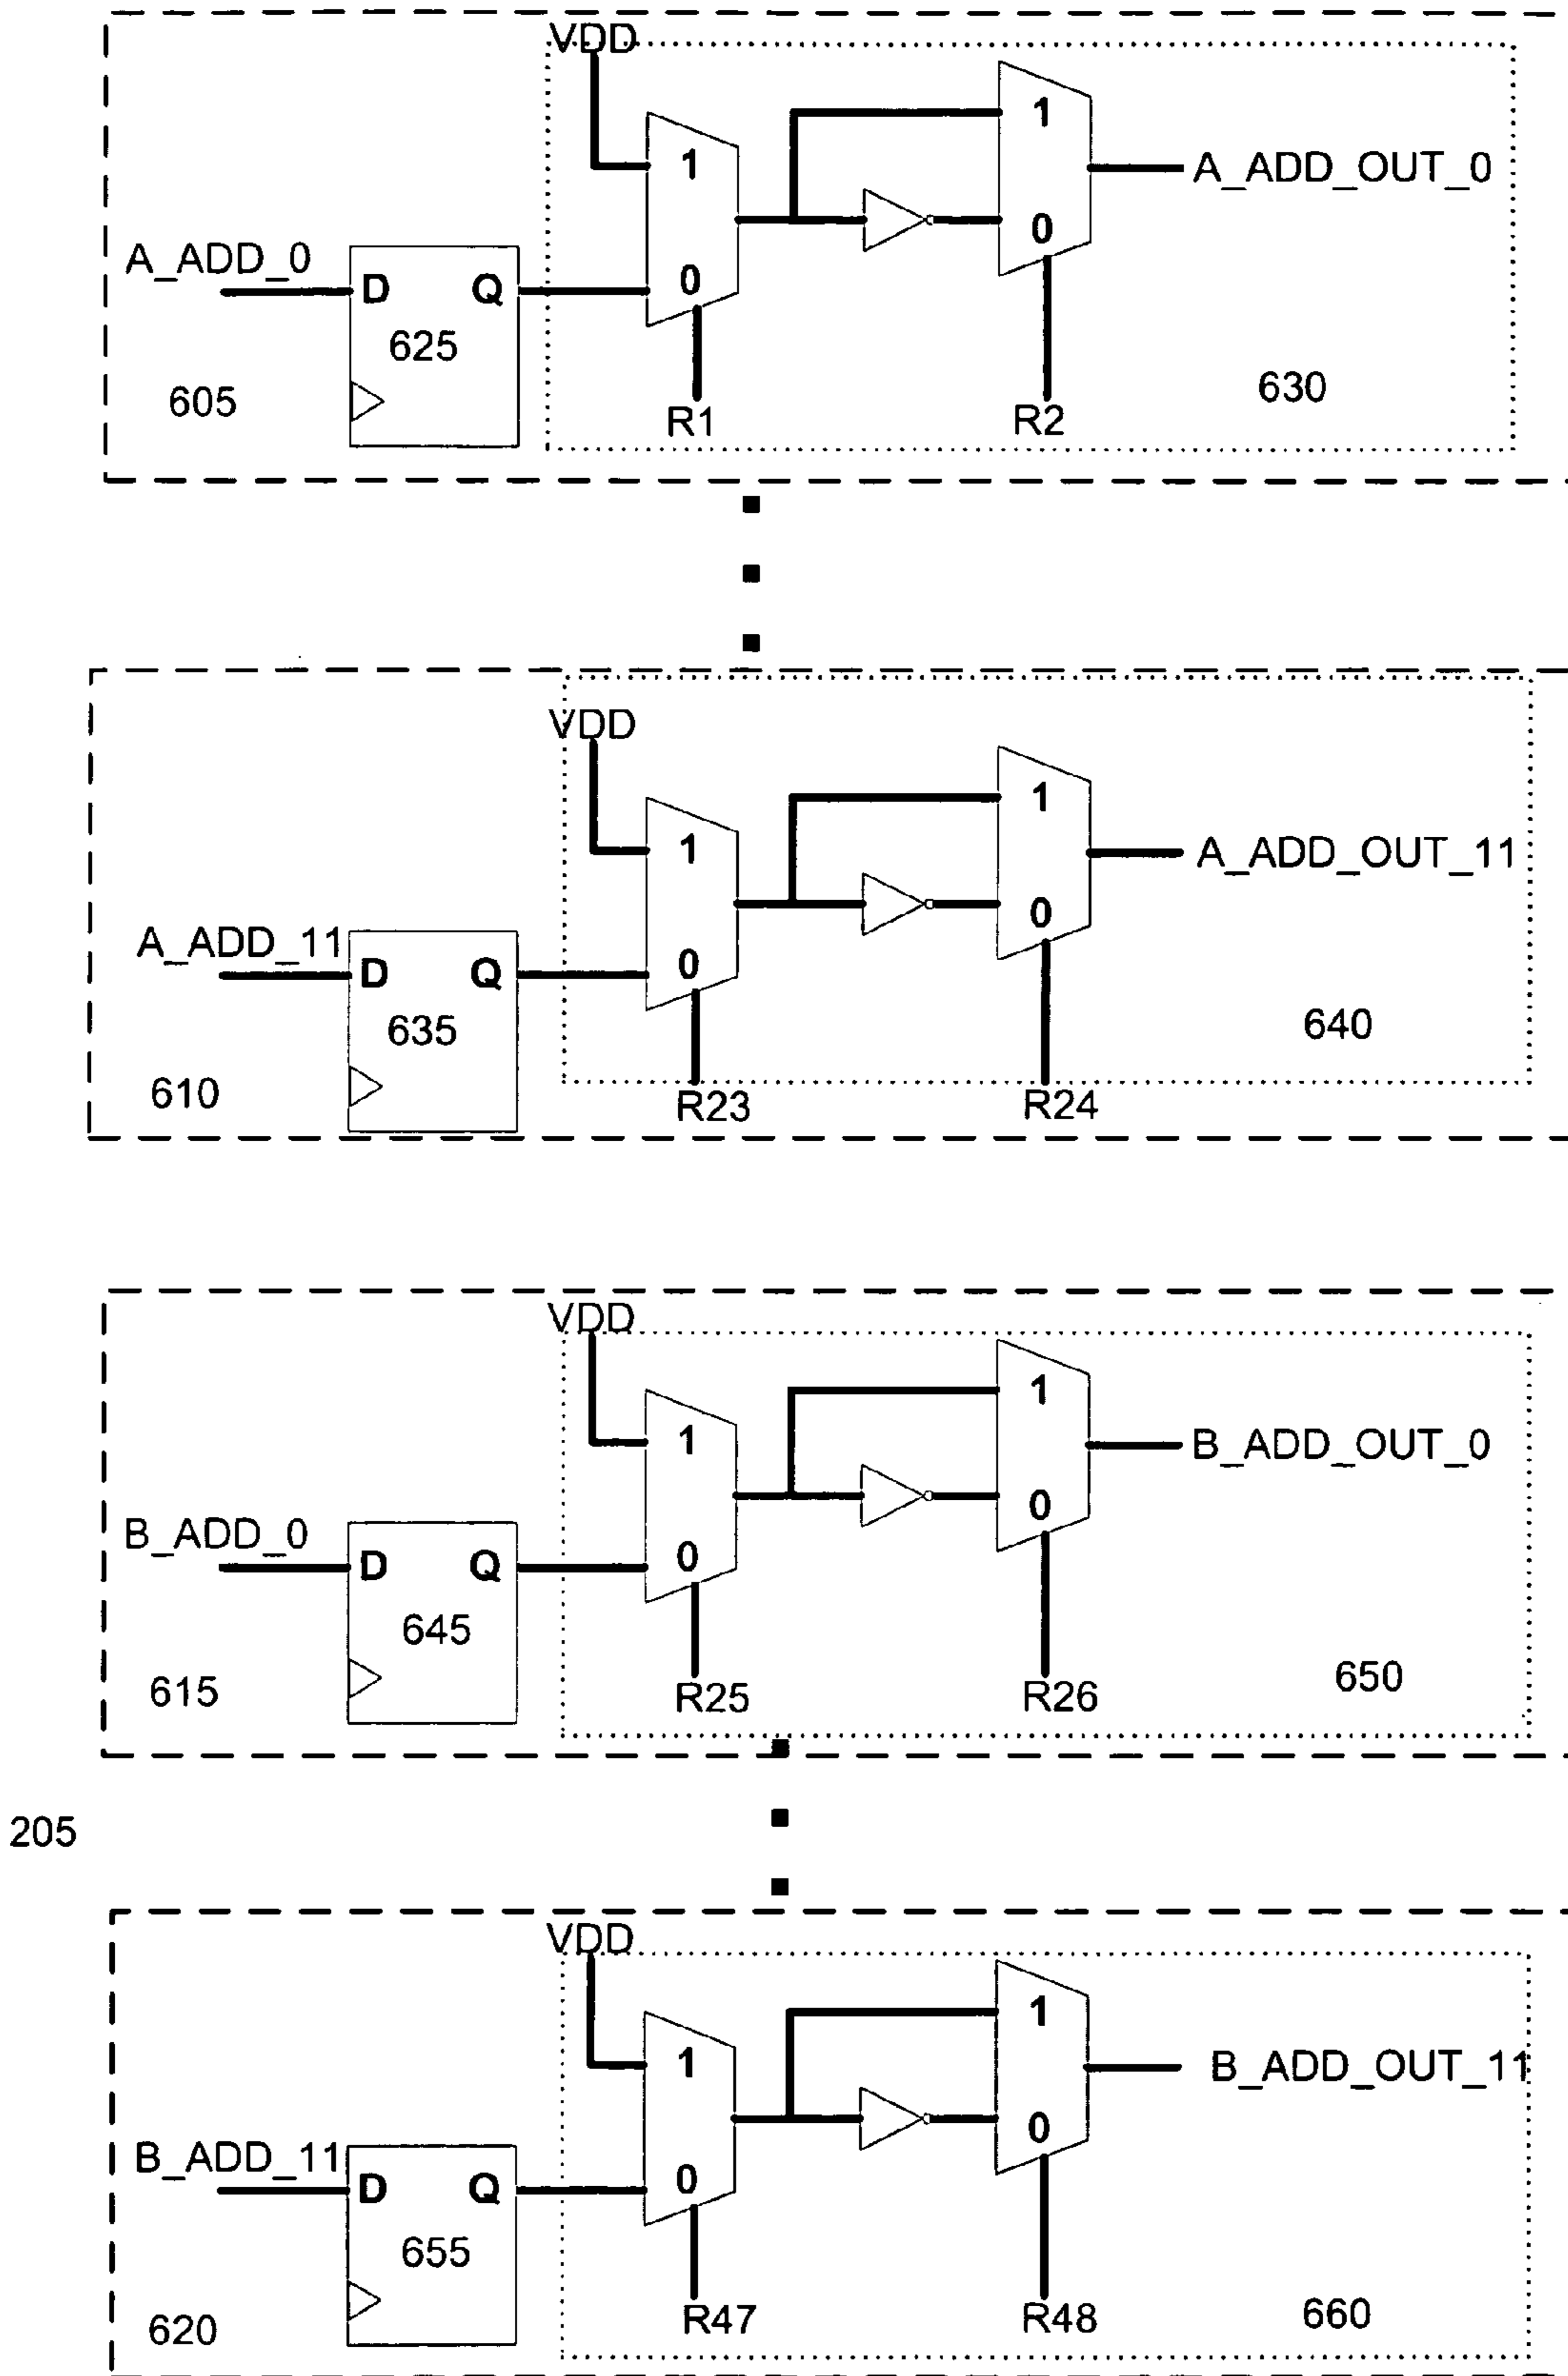 VDD
1
1
A_ADD_OUT_0
0
A_ADD_0
D Q
0
625
605
630
R1
R2
VDD
1
1
A_ADD_OUT_11
0
A_ADD_11
D Q
0
635
640
610
R23
R24
VDD
1
1
B_ADD_OUT_0
0
B_ADD_0
D Q
0
645
650
615
R25
R26
205
VDD
1
1
B_ADD_OUT_11
0
B_ADD_11
D Q
0
655
660
620
R47
R48